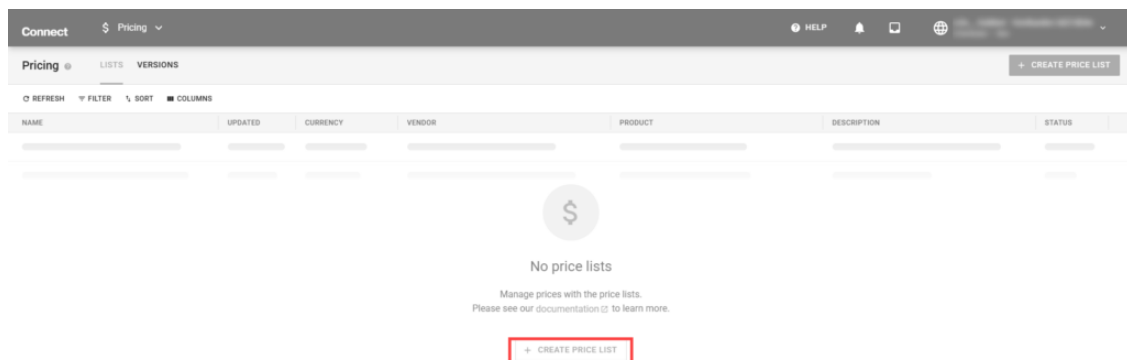 Connect $ Pricing HELP
Pricing LISTS VERSIONS + CREATE PRICE LIST
REFRESH FILTER SORT COLUMNS
NAME UPDATED CURRENCY VENDOR PRODUCT DESCRIPTION STATUS
$
No price lists
Manage prices with the price lists.
Please see our documentation to learn more.
+ CREATE PRICE LIST